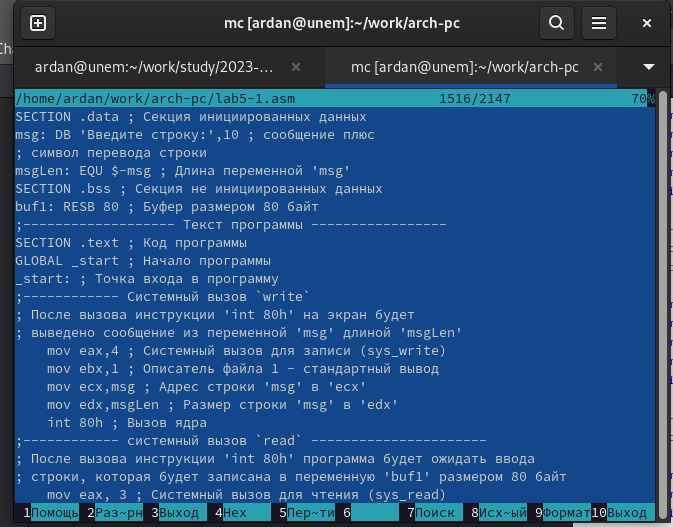 mc [ardan@unem]:~/work/arch-pc
ardan@unem:~/work/study/2023-...
mc [ardan@unem]:~/work/arch-pc
/home/ardan/work/arch-pc/lab5-1.asm 1516/2147 70%
SECTION .data ; Секция инициированных данных
msg: DB 'Введите строку:',10 ; сообщение плюс
; символ перевода строки
msgLen: EQU $-msg ; Длина переменной 'msg'
SECTION .bss ; Секция не инициированных данных
buf1: RESB 80 ; Буфер размером 80 байт
;------------------- Текст программы -----------------
SECTION .text ; Код программы
GLOBAL _start ; Начало программы
_start: ; Точка входа в программу
;------------ Системный вызов `write`
; После вызова инструкции 'int 80h' на экран будет
; выведено сообщение из переменной 'msg' длиной 'msgLen'
mov eax,4 ; Системный вызов для записи (sys_write)
mov ebx,1 ; Описатель файла 1 - стандартный вывод
mov ecx,msg ; Адрес строки 'msg' в 'ecx'
mov edx,msgLen ; Размер строки 'msg' в 'edx'
int 80h ; Вызов ядра
;------------ системный вызов `read` ----------------------
; После вызова инструкции 'int 80h' программа будет ожидать ввода
; строки, которая будет записана в переменную 'buf1' размером 80 байт
mov eax, 3 ; Системный вызов для чтения (sys_read)
1Помощь 2Раз~рн 3Выход 4Hex 5Пер~ти 6 7Поиск 8Исх~ый 9Формат 10Выход